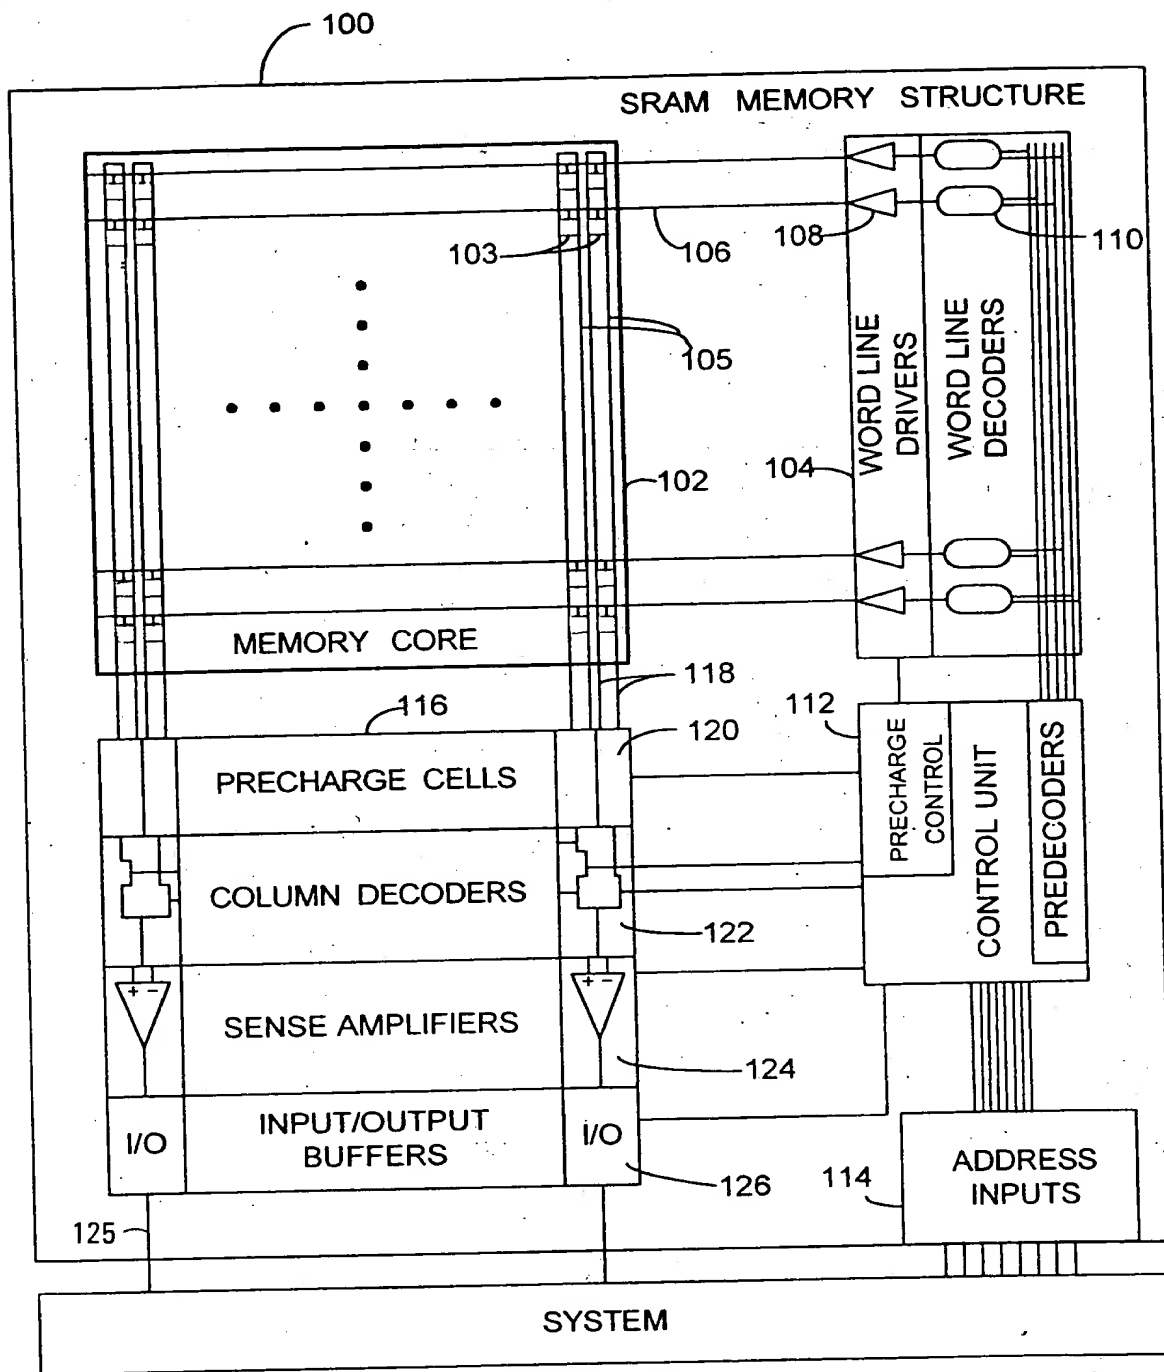 100
SRAM MEMORY STRUCTURE
103
106
108
110
105
WORD LINE
DRIVERS
WORD LINE
DECODERS
104
102
MEMORY CORE
118
116
112
120
PRECHARGE CELLS
PRECHARGE
CONTROL
CONTROL UNIT
PREDECODERS
COLUMN DECODERS
122
+ -
+ -
SENSE AMPLIFIERS
124
I/O
INPUT/OUTPUT
BUFFERS
I/O
126
114
ADDRESS
INPUTS
125
SYSTEM